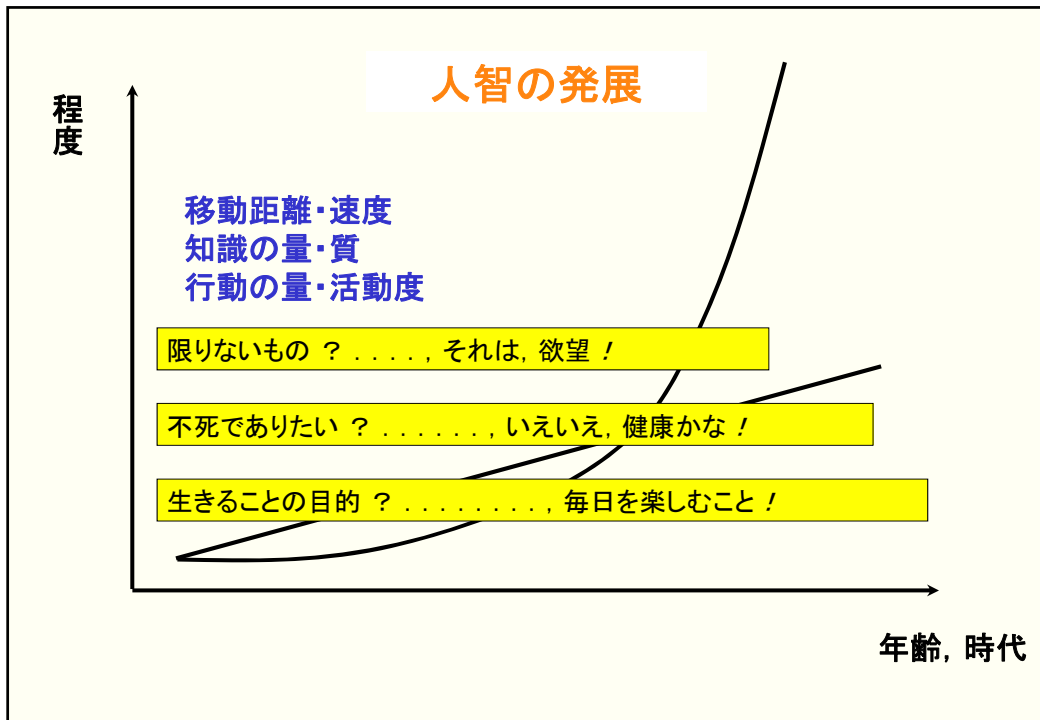 人智の発展
程度
移動距離・速度
知識の量・質
行動の量・活動度
限りないもの ？ . . . . , それは, 欲望 !
不死でありたい ？ . . . . . . , いえいえ, 健康かな !
生きることの目的 ？ . . . . . . . . , 毎日を楽しむこと !
年齢, 時代